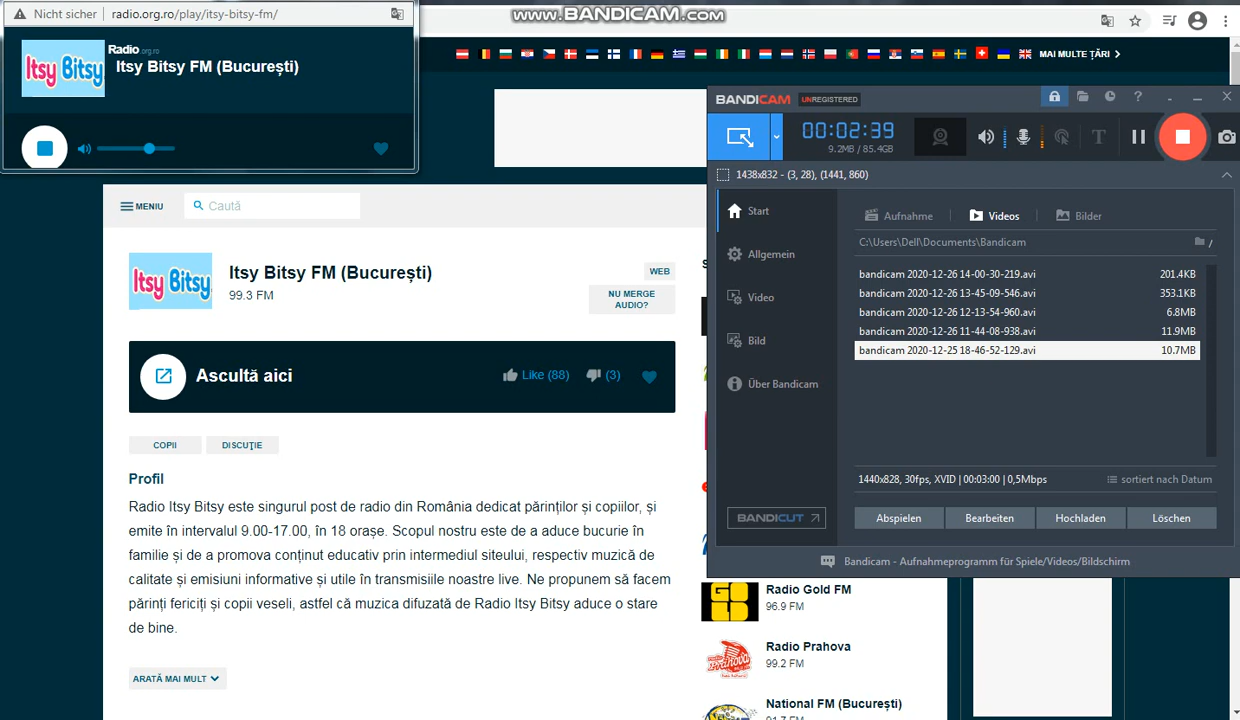 www.BANDICAM.com
Nicht sicher | radio.org.ro/play/itsy-bitsy-fm/
Itsy Bitsy
Radio.org.ro
Itsy Bitsy FM (București)
MAI MULTE ȚĂRI
MENIU
Caută
Itsy Bitsy
Itsy Bitsy FM (București)
99.3 FM
WEB
NU MERGE
AUDIO?
Ascultă aici
Like (88)
(3)
COPII
DISCUŢIE
Profil
Radio Itsy Bitsy este singurul post de radio din România dedicat părinților și copiilor, și
emite în intervalul 9.00-17.00, în 18 orașe. Scopul nostru este de a aduce bucurie în
familie și de a promova conținut educativ prin intermediul siteului, respectiv muzică de
calitate și emisiuni informative și utile în transmisiile noastre live. Ne propunem să facem
părinți fericiți și copii veseli, astfel că muzica difuzată de Radio Itsy Bitsy aduce o stare
de bine.
ARATĂ MAI MULT
BANDICAM
UNREGISTERED
00:02:39
9.2MB / 85.4GB
1438x832 - (3, 28), (1441, 860)
Start
Allgemein
Video
Bild
Über Bandicam
BANDICUT
Aufnahme
Videos
Bilder
C:\Users\Dell\Documents\Bandicam
bandicam 2020-12-26 14-00-30-219.avi 201.4KB
bandicam 2020-12-26 13-45-09-546.avi 353.1KB
bandicam 2020-12-26 12-13-54-960.avi 6.8MB
bandicam 2020-12-26 11-44-08-938.avi 11.9MB
bandicam 2020-12-25 18-46-52-129.avi 10.7MB
1440x828, 30fps, XVID | 00:03:00 | 0,5Mbps
sortiert nach Datum
Abspielen
Bearbeiten
Hochladen
Löschen
Bandicam - Aufnahmeprogramm für Spiele/Videos/Bildschirm
GOLD
Radio Gold FM
96.9 FM
Prahova
Radio Prahova
99.2 FM
National FM (București)